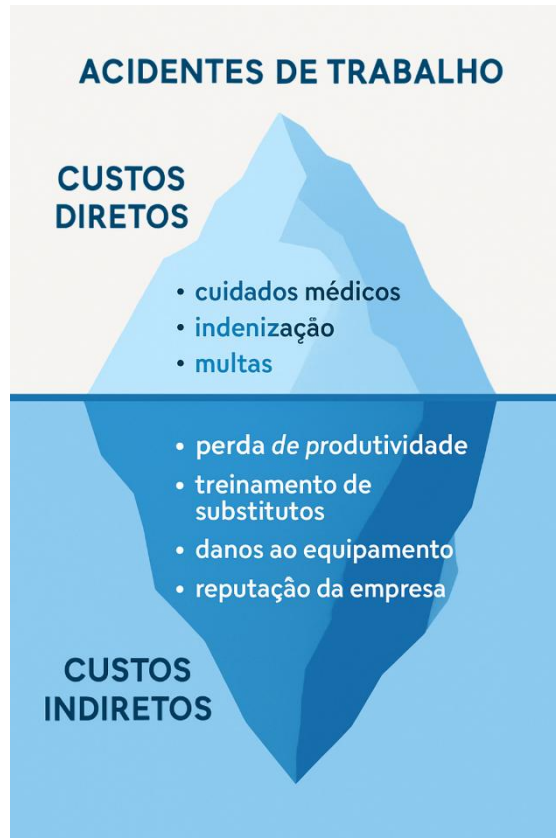 ACIDENTES DE TRABALHO
CUSTOS
DIRETOS
• cuidados médicos
• indenização
• multas
• perda de produtividade
• treinamento de
substitutos
• danos ao equipamento
• reputação da empresa
CUSTOS
INDIRETOS